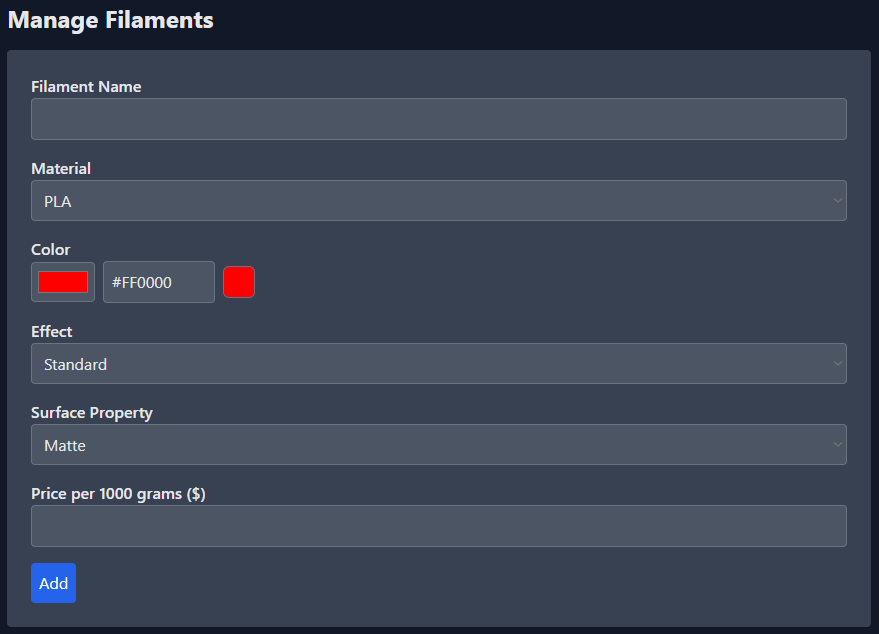 Manage Filaments
Filament Name
Material
PLA
Color
#FF0000
Effect
Standard
Surface Property
Matte
Price per 1000 grams ($)
Add